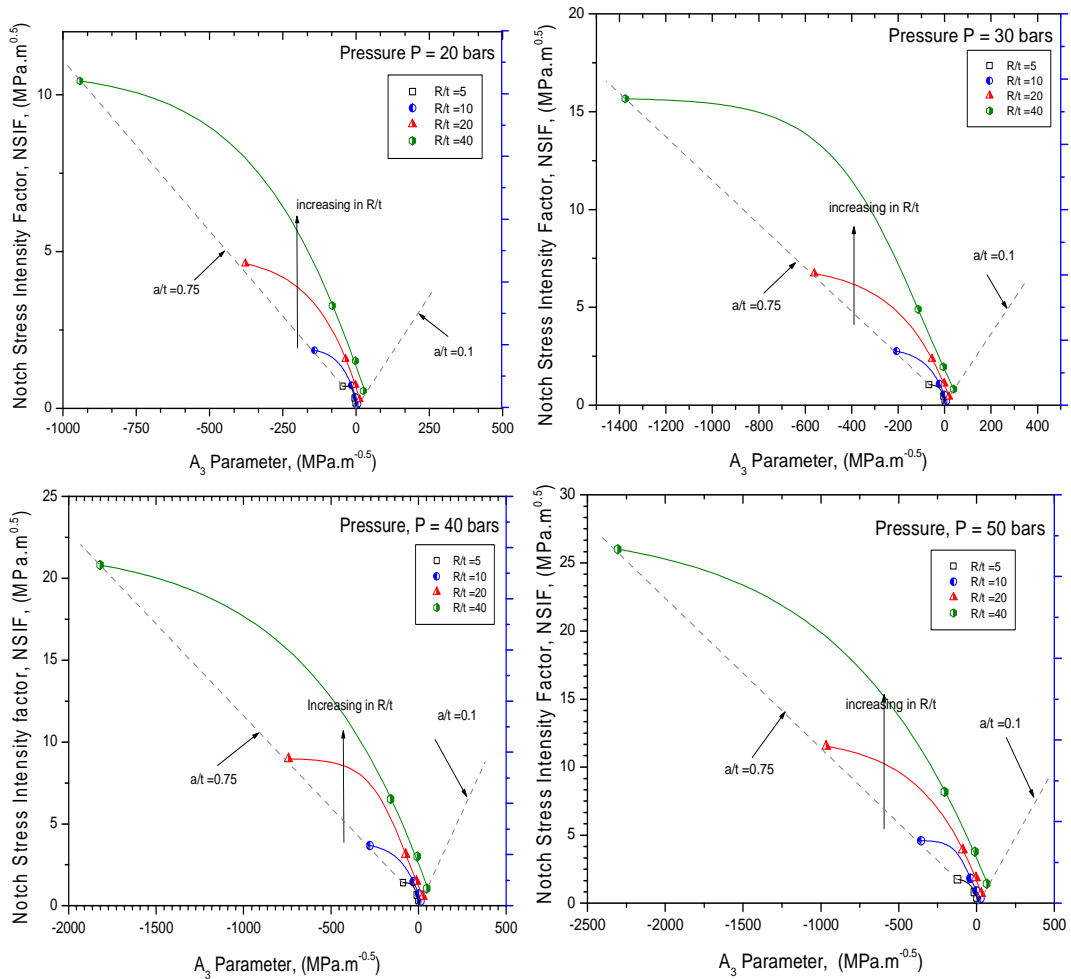 Pressure P = 20 bars
R/t =5
R/t =10
R/t =20
R/t =40
increasing in R/t
a/t =0.75
a/t=0.1
10
5
0
-1000 -750 -500 -250 0 250 500
Notch Stress Intensity Factor, NSIF, (MPa.m^0.5)
A3 Parameter, (MPa.m^-0.5)
Pressure P = 30 bars
R/t =5
R/t =10
R/t =20
R/t =40
increasing in R/t
a/t =0.75
a/t =0.1
20
15
10
5
0
-1400 -1200 -1000 -800 -600 -400 -200 0 200 400
Notch Stress Intensity Factor, NSIF, (MPa.m^0.5)
A3 Parameter, (MPa.m^-0.5)
Pressure, P = 40 bars
R/t =5
R/t =10
R/t =20
R/t =40
Increasing in R/t
a/t =0.75
a/t=0.1
25
20
15
10
5
0
-2000 -1500 -1000 -500 0 500
Notch Stress Intensity factor, NSIF, (MPa.m^0.5)
A3 Parameter, (MPa.m^-0.5)
Pressure, P = 50 bars
R/t =5
R/t =10
R/t =20
R/t =40
increasing in R/t
a/t =0.75
a/t =0.1
30
25
20
15
10
5
0
-2500 -2000 -1500 -1000 -500 0 500
Notch Stress Intensity Factor, NSIF, (MPa.m^0.5)
A3 Parameter, (MPa.m^-0.5)